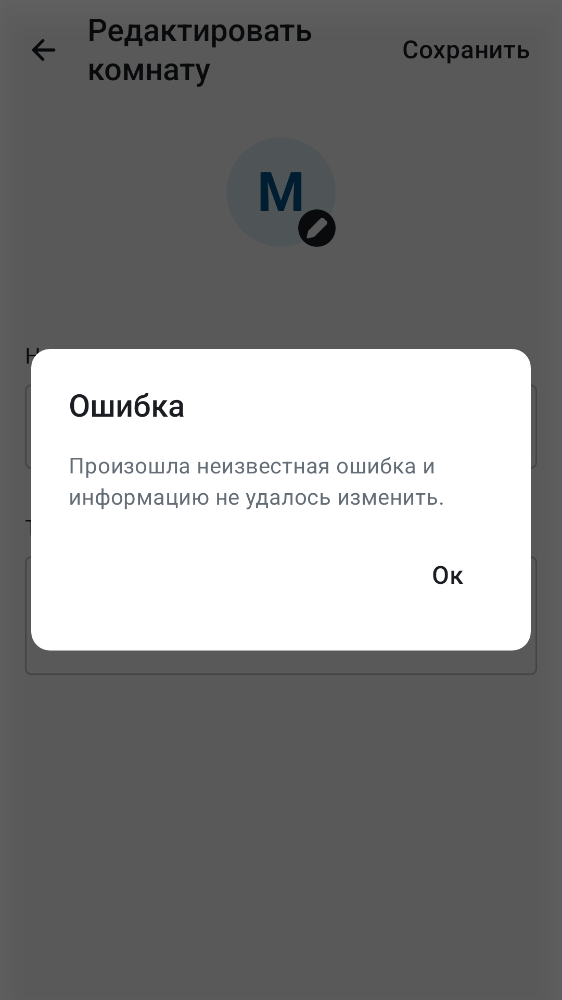 Редактировать
комнату
Сохранить
М
Ошибка
Произошла неизвестная ошибка и
информацию не удалось изменить.
Ок